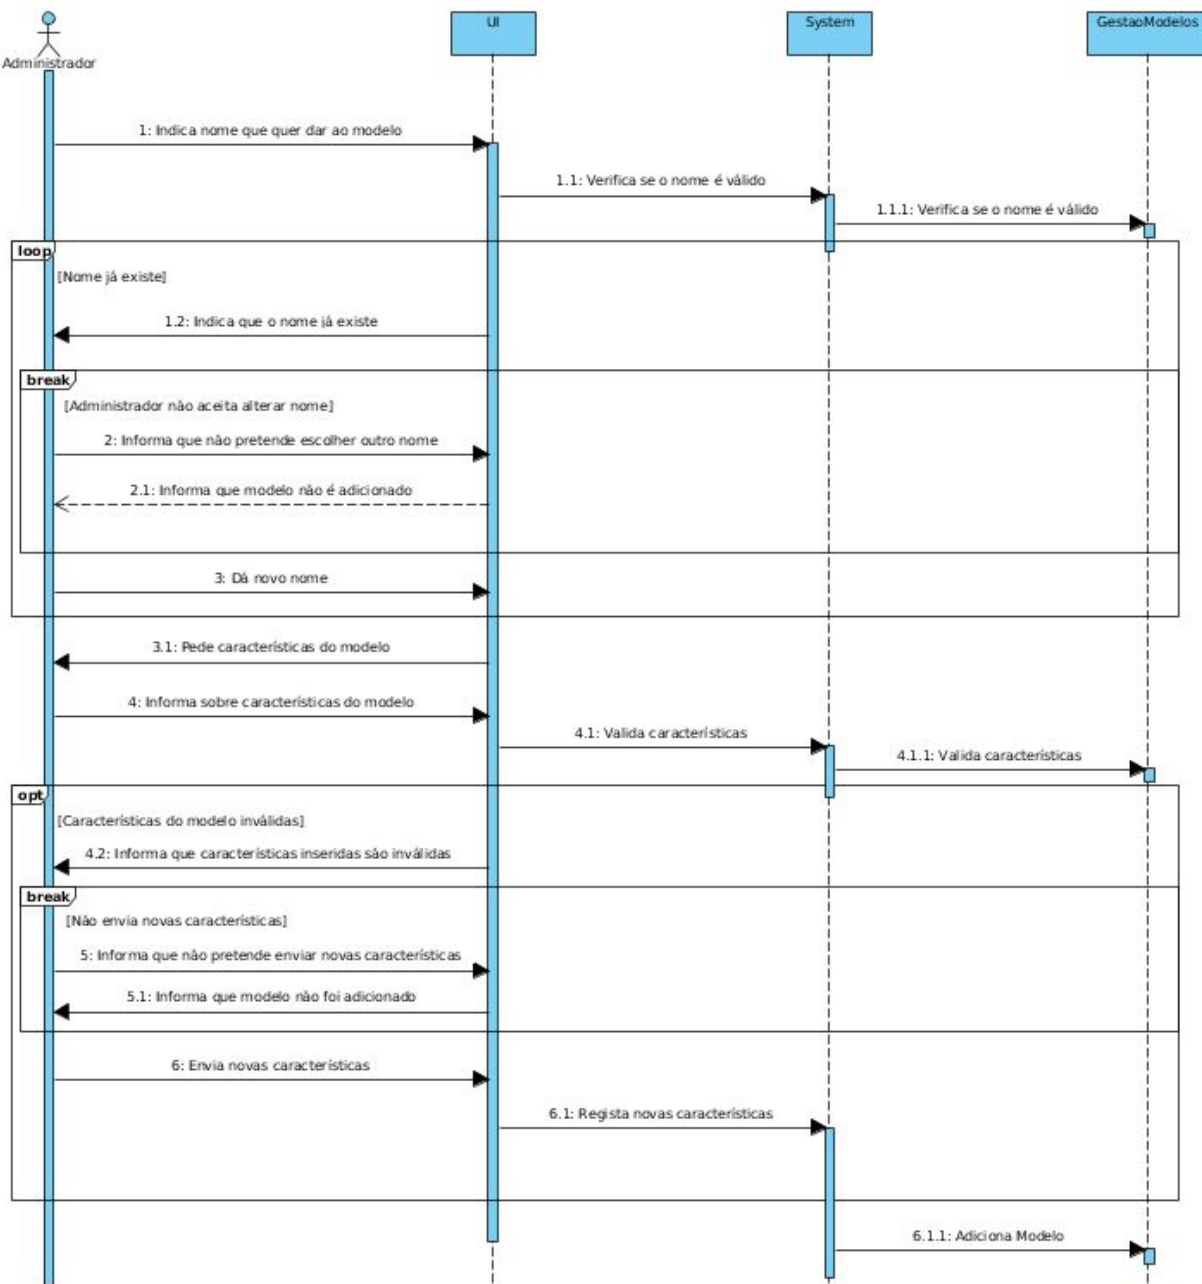 UI
System
GestaoModelos
Administrador
1: Indica nome que quer dar ao modelo
1.1: Verifica se o nome é válido
1.1.1: Verifica se o nome é válido
loop
[Nome já existe]
1.2: Indica que o nome já existe
break
[Administrador não aceita alterar nome]
2: Informa que não pretende escolher outro nome
2.1: Informa que modelo não é adicionado
3: Dá novo nome
3.1: Pede características do modelo
4: Informa sobre características do modelo
4.1: Valida características
4.1.1: Valida características
opt
[Características do modelo inválidas]
4.2: Informa que características inseridas são inválidas
break
[Não envia novas características]
5: Informa que não pretende enviar novas características
5.1: Informa que modelo não foi adicionado
6: Envia novas características
6.1: Regista novas características
6.1.1: Adiciona Modelo